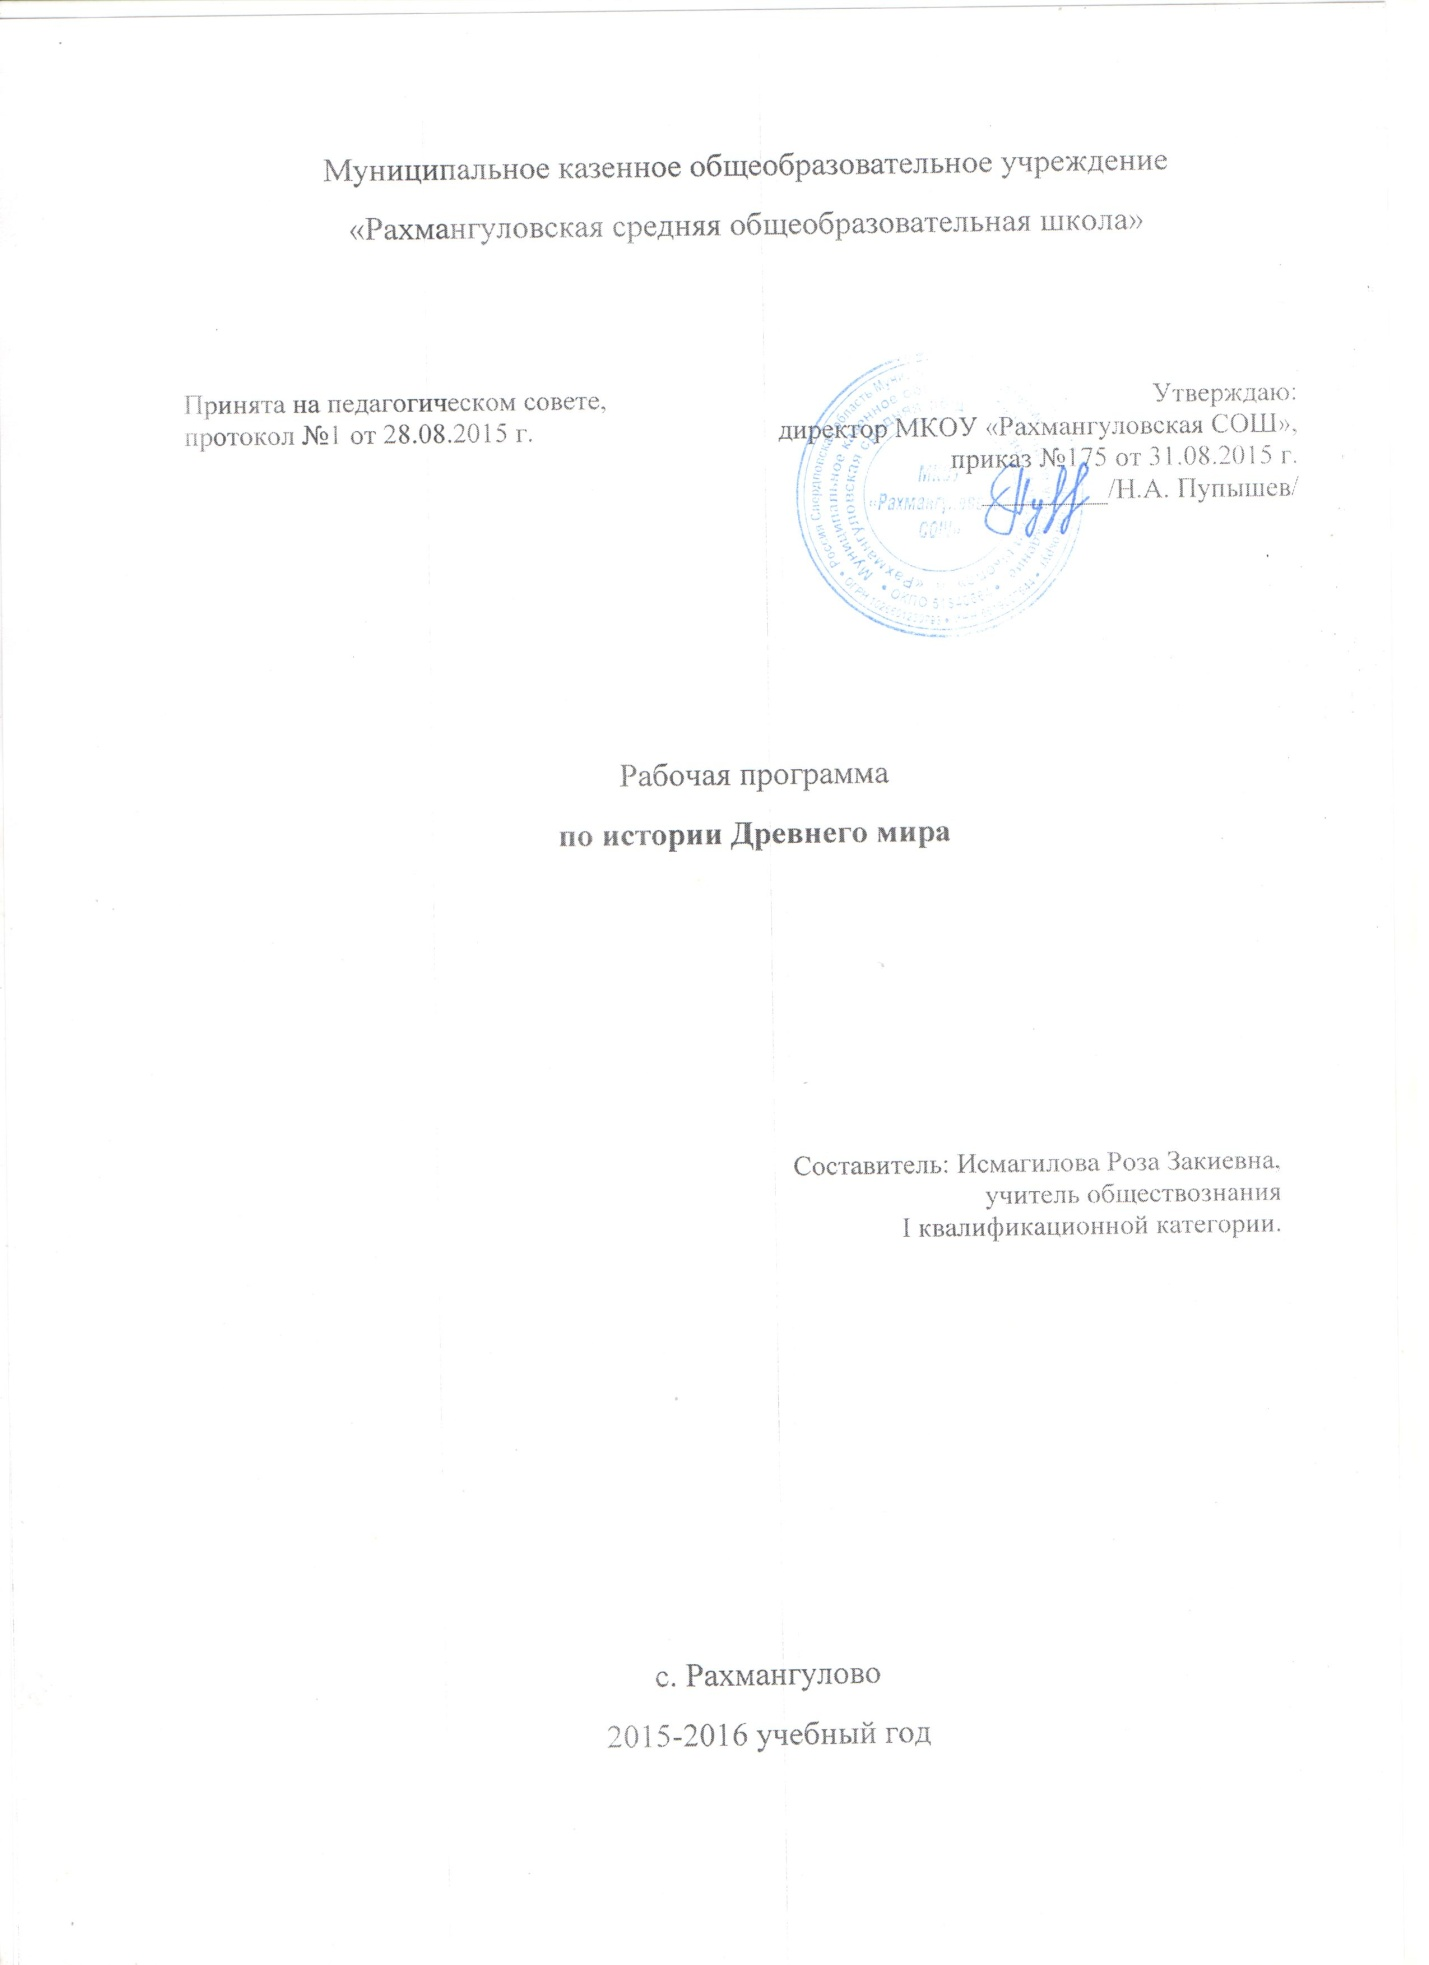 Муниципальное казенное общеобразовательное учреждение
«Рахмангуловская средняя общеобразовательная школа»
Принята на педагогическом совете,
протокол №1 от 28.08.2015 г.
Утверждаю:
директор МКОУ «Рахмангуловская СОШ»,
приказ №175 от 31.08.2015 г.
/Н.А. Пупышев/
Рабочая программа
по истории Древнего мира
Составитель: Исмагилова Роза Закиевна,
учитель обществознания
I квалификационной категории.
с. Рахмангулово
2015-2016 учебный год